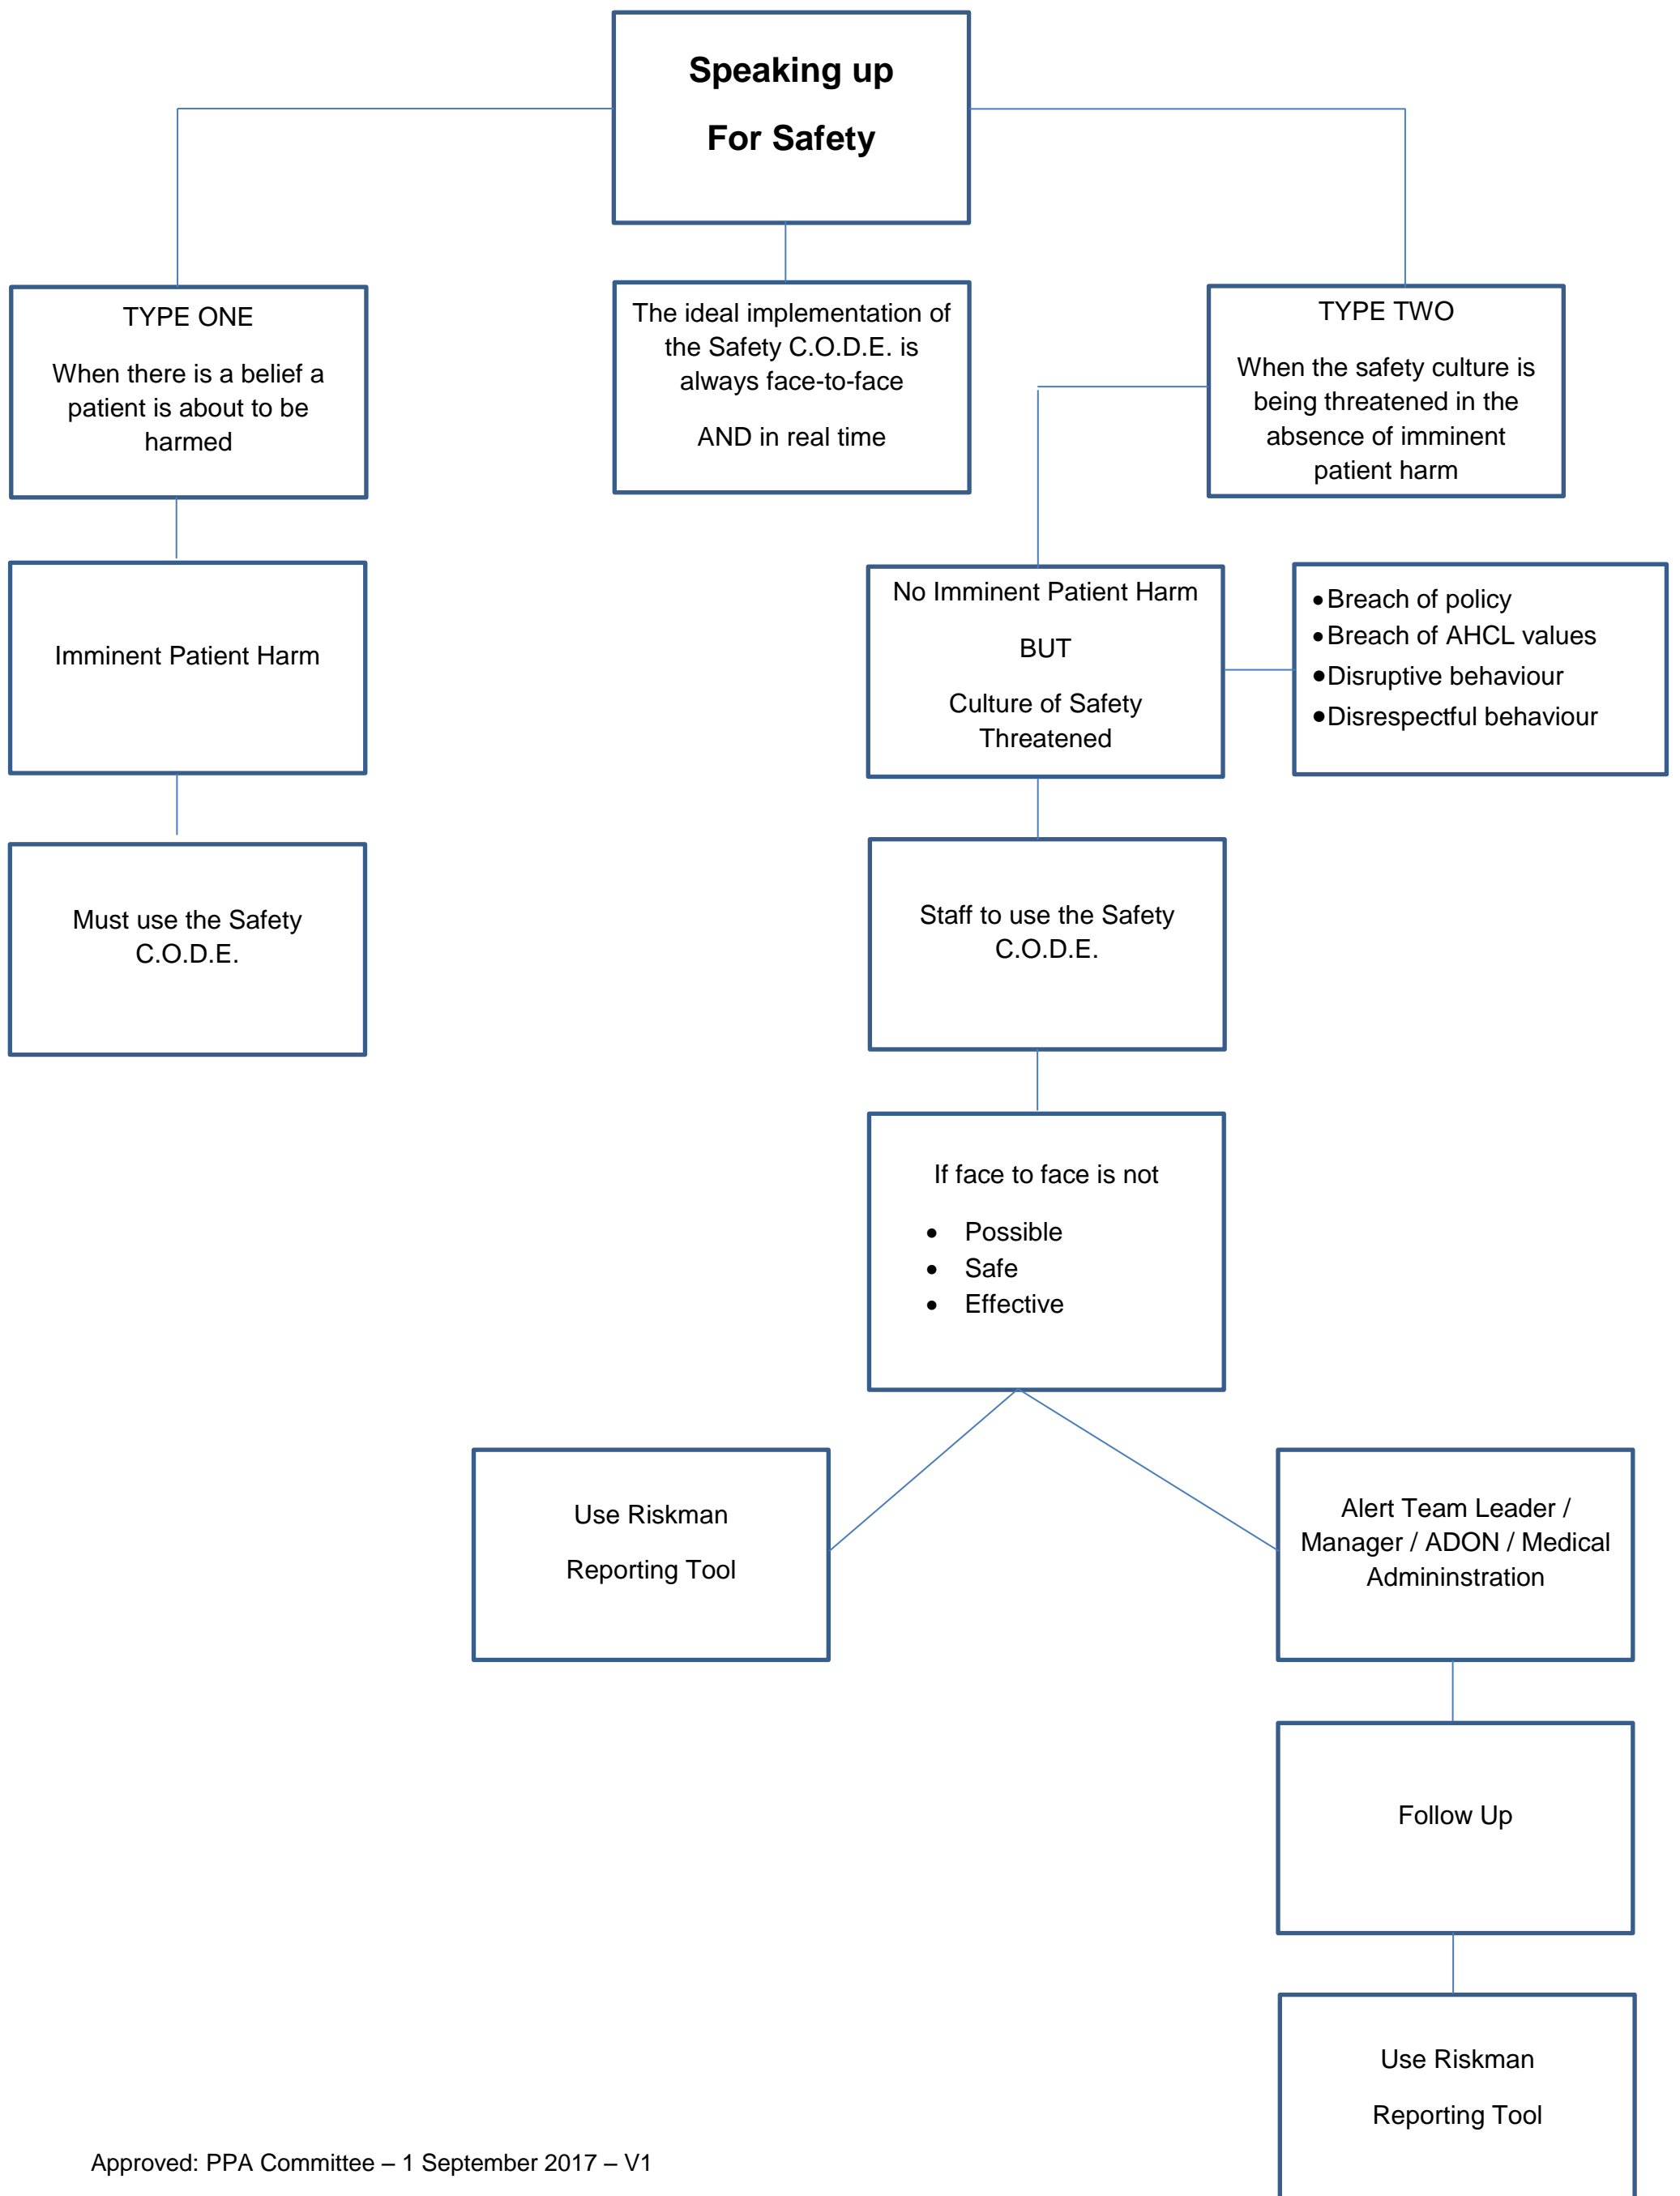 Speaking up
For Safety
TYPE ONE
When there is a belief a
patient is about to be
harmed
The ideal implementation of
the Safety C.O.D.E. is
always face-to-face
AND in real time
TYPE TWO
When the safety culture is
being threatened in the
absence of imminent
patient harm
Imminent Patient Harm
No Imminent Patient Harm
BUT
Culture of Safety
Threatened
• Breach of policy
• Breach of AHCL values
• Disruptive behaviour
• Disrespectful behaviour
Must use the Safety
C.O.D.E.
Staff to use the Safety
C.O.D.E.
If face to face is not
• Possible
• Safe
• Effective
Use Riskman
Reporting Tool
Alert Team Leader /
Manager / ADON / Medical
Admininstration
Follow Up
Use Riskman
Reporting Tool
Approved: PPA Committee – 1 September 2017 – V1